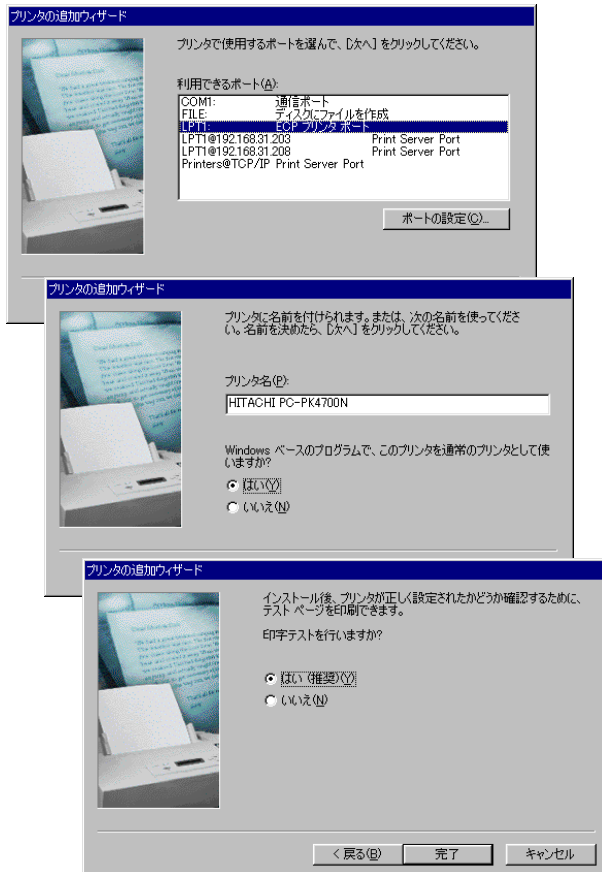 プリンタの追加ウィザード
プリンタで使用するポートを選んで、[次へ] をクリックしてください。
利用できるポート(A):
COM1: 通信ポート
FILE: ディスクにファイルを作成
LPT1: ECP プリンタ ポート
LPT1@192.168.31.203 Print Server Port
LPT1@192.168.31.208 Print Server Port
Printers@TCP/IP Print Server Port
ポートの設定(C)...
プリンタの追加ウィザード
プリンタに名前を付けられます。または、次の名前を使ってくださ
い。名前を決めたら、[次へ] をクリックしてください。
プリンタ名(P):
HITACHI PC-PK4700N
Windows ベースのプログラムで、このプリンタを通常のプリンタとして使
いますか?
はい(Y)
いいえ(N)
プリンタの追加ウィザード
インストール後、プリンタが正しく設定されたかどうか確認するために、
テスト ページを印刷できます。
印字テストを行いますか?
はい (推奨)(Y)
いいえ(N)
< 戻る(B)
完了
キャンセル